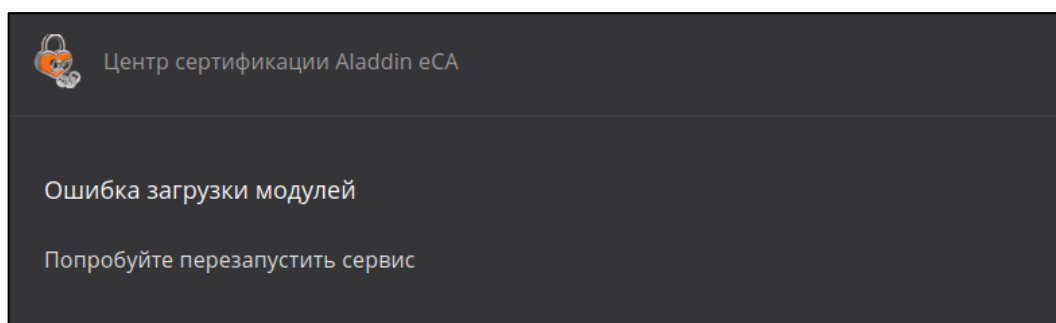 Центр сертификации Aladdin eCA
Ошибка загрузки модулей
Попробуйте перезапустить сервис